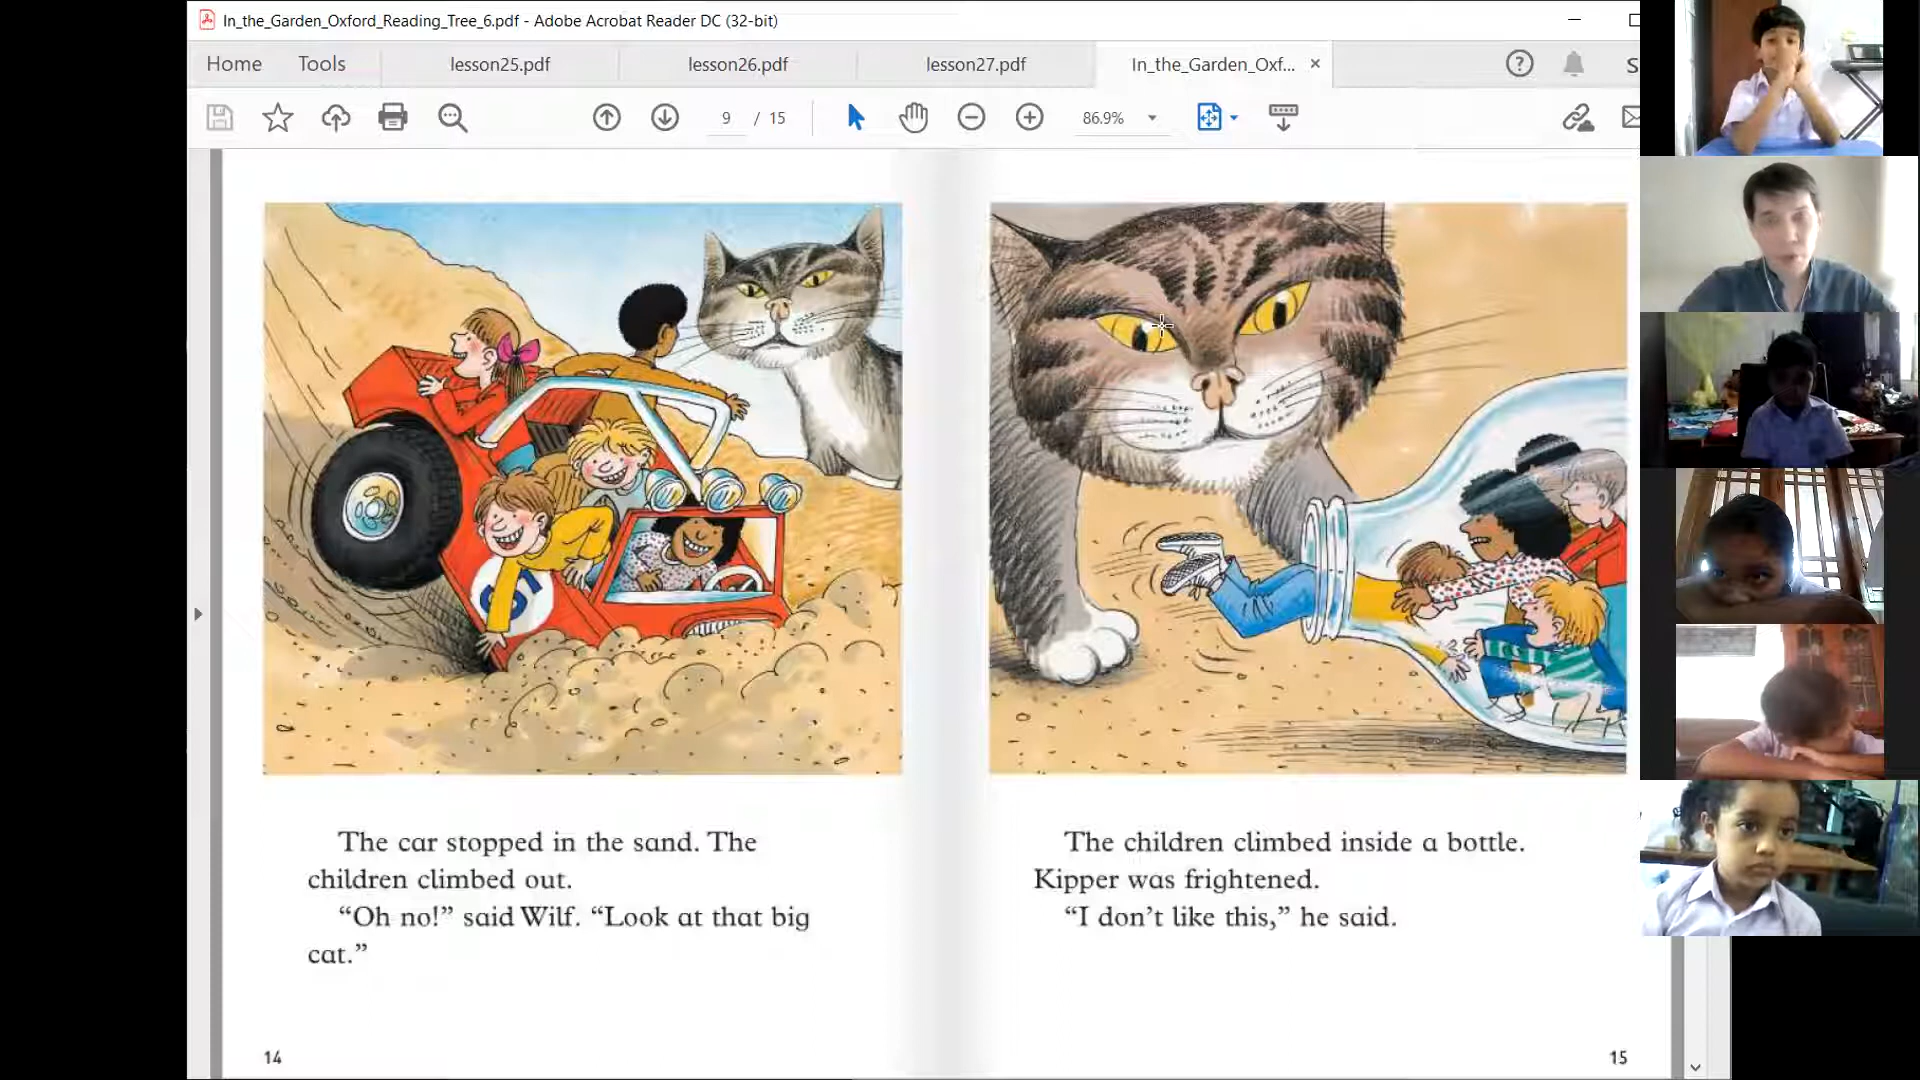 In_the_Garden_Oxford_Reading_Tree_6.pdf - Adobe Acrobat Reader DC (32-bit)
Home Tools lesson25.pdf lesson26.pdf lesson27.pdf In_the_Garden_Oxf... × ? S
9 / 15 86.9%
61
The car stopped in the sand. The
children climbed out.
“Oh no!” said Wilf. “Look at that big
cat.”
14
The children climbed inside a bottle.
Kipper was frightened.
“I don’t like this,” he said.
15